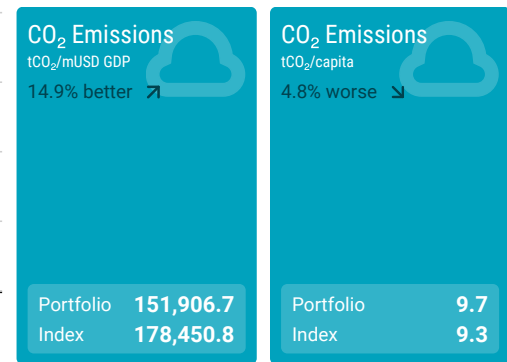 CO₂ Emissions
tCO₂/mUSD GDP
14.9% better
Portfolio 151,906.7
Index 178,450.8
CO₂ Emissions
tCO₂/capita
4.8% worse
Portfolio 9.7
Index 9.3